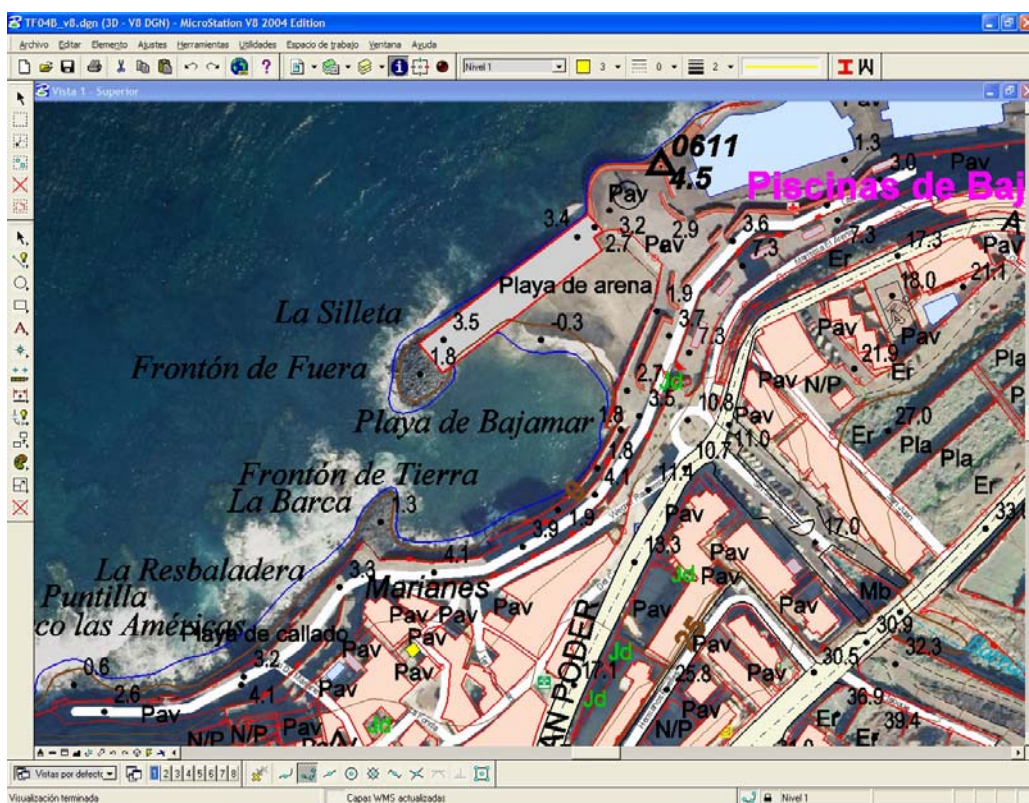 TF04B_v8.dgn (3D - V8 DGN) - MicroStation V8 2004 Edition
Archivo Editar Elemento Ajustes Herramientas Utilidades Espacio de trabajo Ventana Ayuda
Nivel 1 3 0 2
Vista 1 - Superior
Pav
0611
4.5
1.3
3.0
Pav
Piscinas de Baj
Pav
3.4
3.2
2.7
2.9
Pav
3.6
7.3
7.3
Er
17.3
A
Pav
Playa de arena
18.0
21.1
La Silleta
1.9
3.5
-0.3
3.7
7.3
Pav
Pav
21.9
Er
Pla
Frontón de Fuera
1.8
2.7
Jd
Pav
N/P
3.5
10.8
Pav
27.0
Playa de Bajamar
1.8
11.0
Er
Pla
Pla
10.7
Frontón de Tierra
1.8
11.4
La Barca
4.1
Er
1.3
Pav
3.9
1.9
17.0
4.1
13.3
Pav
La Resbaladera
3.3
Marianes
Jd
Pav
Puntilla
Mb
co las Américas
Playa de callado
Pav
Pav
Pav
Pav
Pav
Pav
30.9
0.6
3.2
Pav
Jd
25
30.5
32.3
2.6
4.1
Pav
17.1
25.8
36.9
Pav
N/P
N/P
Pav
Jd
Jd
AN PODER
Er
39.4
Er
Vistas por defecto 1 2 3 4 5 6 7 8
Visualización terminada
Capas WMS actualizadas
Nivel 1